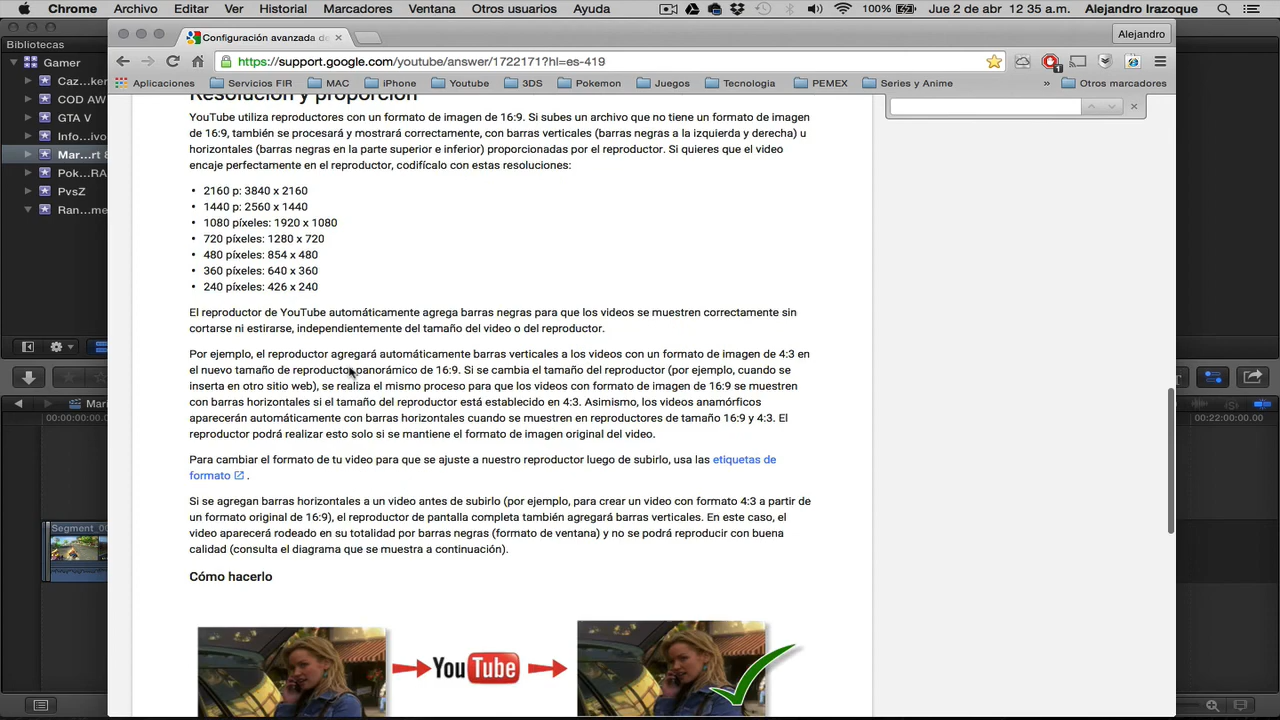 Chrome Archivo Editar Ver Historial Marcadores Ventana Otros usuarios Ayuda 100% Jue 2 de abr 12 35 a.m. Alejandro Irazoque
Bibliotecas
Gamer
Caz...ker
COD AW
GTA V
Info...ivo
Mar...rt 8
Pok...RA
PvsZ
Ran...me
Configuración avanzada de
Alejandro
https://support.google.com/youtube/answer/1722171?hl=es-419
Aplicaciones Servicios FIR MAC iPhone Youtube 3DS Pokemon Juegos Tecnologia PEMEX Series y Anime » Otros marcadores
Resolución y proporción
YouTube utiliza reproductores con un formato de imagen de 16:9. Si subes un archivo que no tiene un formato de imagen
de 16:9, también se procesará y mostrará correctamente, con barras verticales (barras negras a la izquierda y derecha) u
horizontales (barras negras en la parte superior e inferior) proporcionadas por el reproductor. Si quieres que el video
encaje perfectamente en el reproductor, codifícalo con estas resoluciones:
• 2160 p: 3840 x 2160
• 1440 p: 2560 x 1440
• 1080 píxeles: 1920 x 1080
• 720 píxeles: 1280 x 720
• 480 píxeles: 854 x 480
• 360 píxeles: 640 x 360
• 240 píxeles: 426 x 240
El reproductor de YouTube automáticamente agrega barras negras para que los videos se muestren correctamente sin
cortarse ni estirarse, independientemente del tamaño del video o del reproductor.
Por ejemplo, el reproductor agregará automáticamente barras verticales a los videos con un formato de imagen de 4:3 en
el nuevo tamaño de reproductor panorámico de 16:9. Si se cambia el tamaño del reproductor (por ejemplo, cuando se
inserta en otro sitio web), se realiza el mismo proceso para que los videos con formato de imagen de 16:9 se muestren
con barras horizontales si el tamaño del reproductor está establecido en 4:3. Asimismo, los videos anamórficos
aparecerán automáticamente con barras horizontales cuando se muestren en reproductores de tamaño 16:9 y 4:3. El
reproductor podrá realizar esto solo si se mantiene el formato de imagen original del video.
Para cambiar el formato de tu video para que se ajuste a nuestro reproductor luego de subirlo, usa las etiquetas de
formato .
Si se agregan barras horizontales a un video antes de subirlo (por ejemplo, para crear un video con formato 4:3 a partir de
un formato original de 16:9), el reproductor de pantalla completa también agregará barras verticales. En este caso, el
video aparecerá rodeado en su totalidad por barras negras (formato de ventana) y no se podrá reproducir con buena
calidad (consulta el diagrama que se muestra a continuación).
Cómo hacerlo
YouTube
Mari
00:00:00:00
00:22:00:00.00
Segment_00